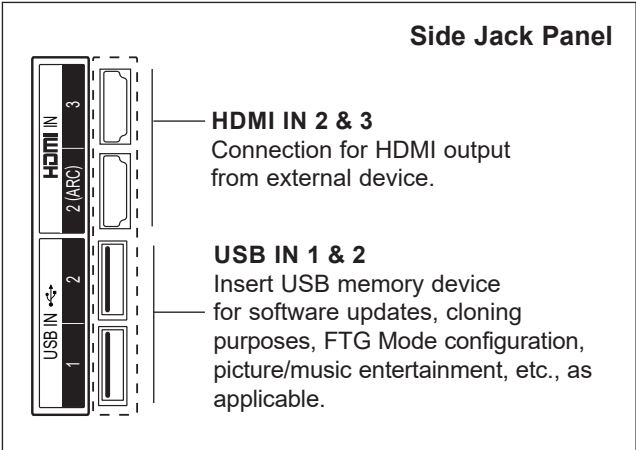 Side Jack Panel
HDMI IN
3
2 (ARC)
HDMI IN 2 & 3
Connection for HDMI output
from external device.
USB IN
2
1
USB IN 1 & 2
Insert USB memory device
for software updates, cloning
purposes, FTG Mode configuration,
picture/music entertainment, etc., as
applicable.